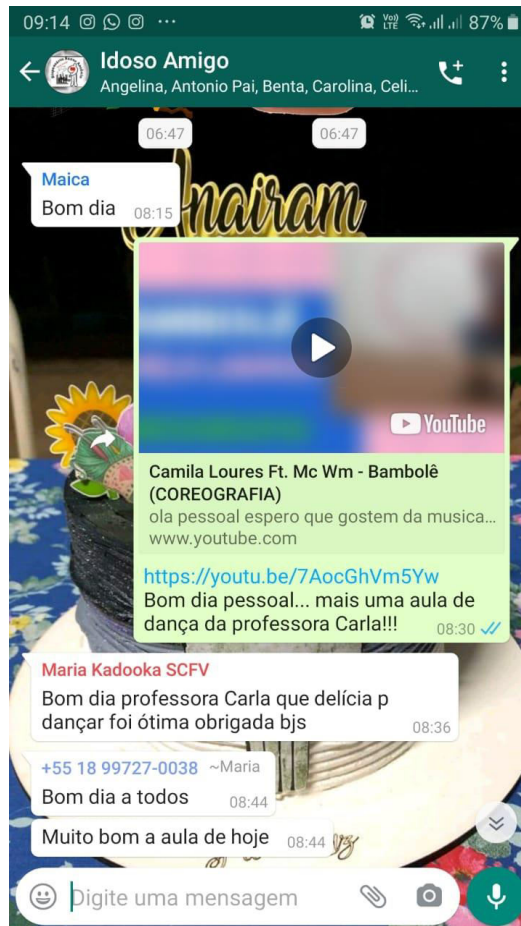 09:14
87%
Idoso Amigo
Angelina, Antonio Pai, Benta, Carolina, Celi...
06:47 06:47
Anairam
Maica
Bom dia 08:15
YouTube
Camila Loures Ft. Mc Wm - Bambolê
(COREOGRAFIA)
ola pessoal espero que gostem da musica...
www.youtube.com
https://youtu.be/7AocGhVm5Yw
Bom dia pessoal... mais uma aula de
dança da professora Carla!!! 08:30
Maria Kadooka SCFV
Bom dia professora Carla que delícia p
dançar foi ótima obrigada bjs 08:36
+55 18 99727-0038 ~Maria
Bom dia a todos 08:44
Muito bom a aula de hoje 08:44
Digite uma mensagem